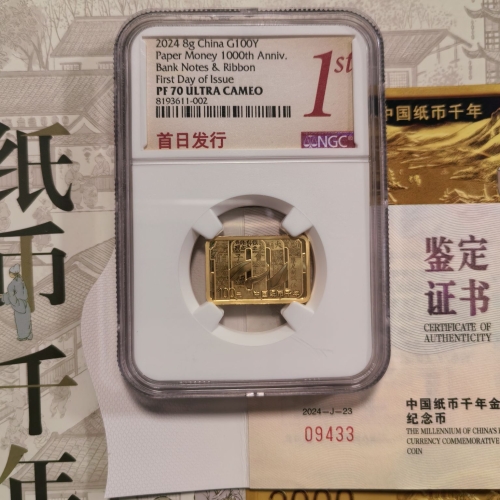 2024 8g China G100Y
Paper Money 1000th Anniv.
Bank Notes & Ribbon
First Day of Issue
PF 70 ULTRA CAMEO
8193611-002
首日发行
1st
NGC
纸币千年
中国纸币千年
鉴定
证书
CERTIFICATE OF
AUTHENTICITY
2024-J-23
09433
中国纸币千年金
纪念币
THE MILLENNIUM OF CHINA'S
CURRENCY COMMEMORATIVE
COIN